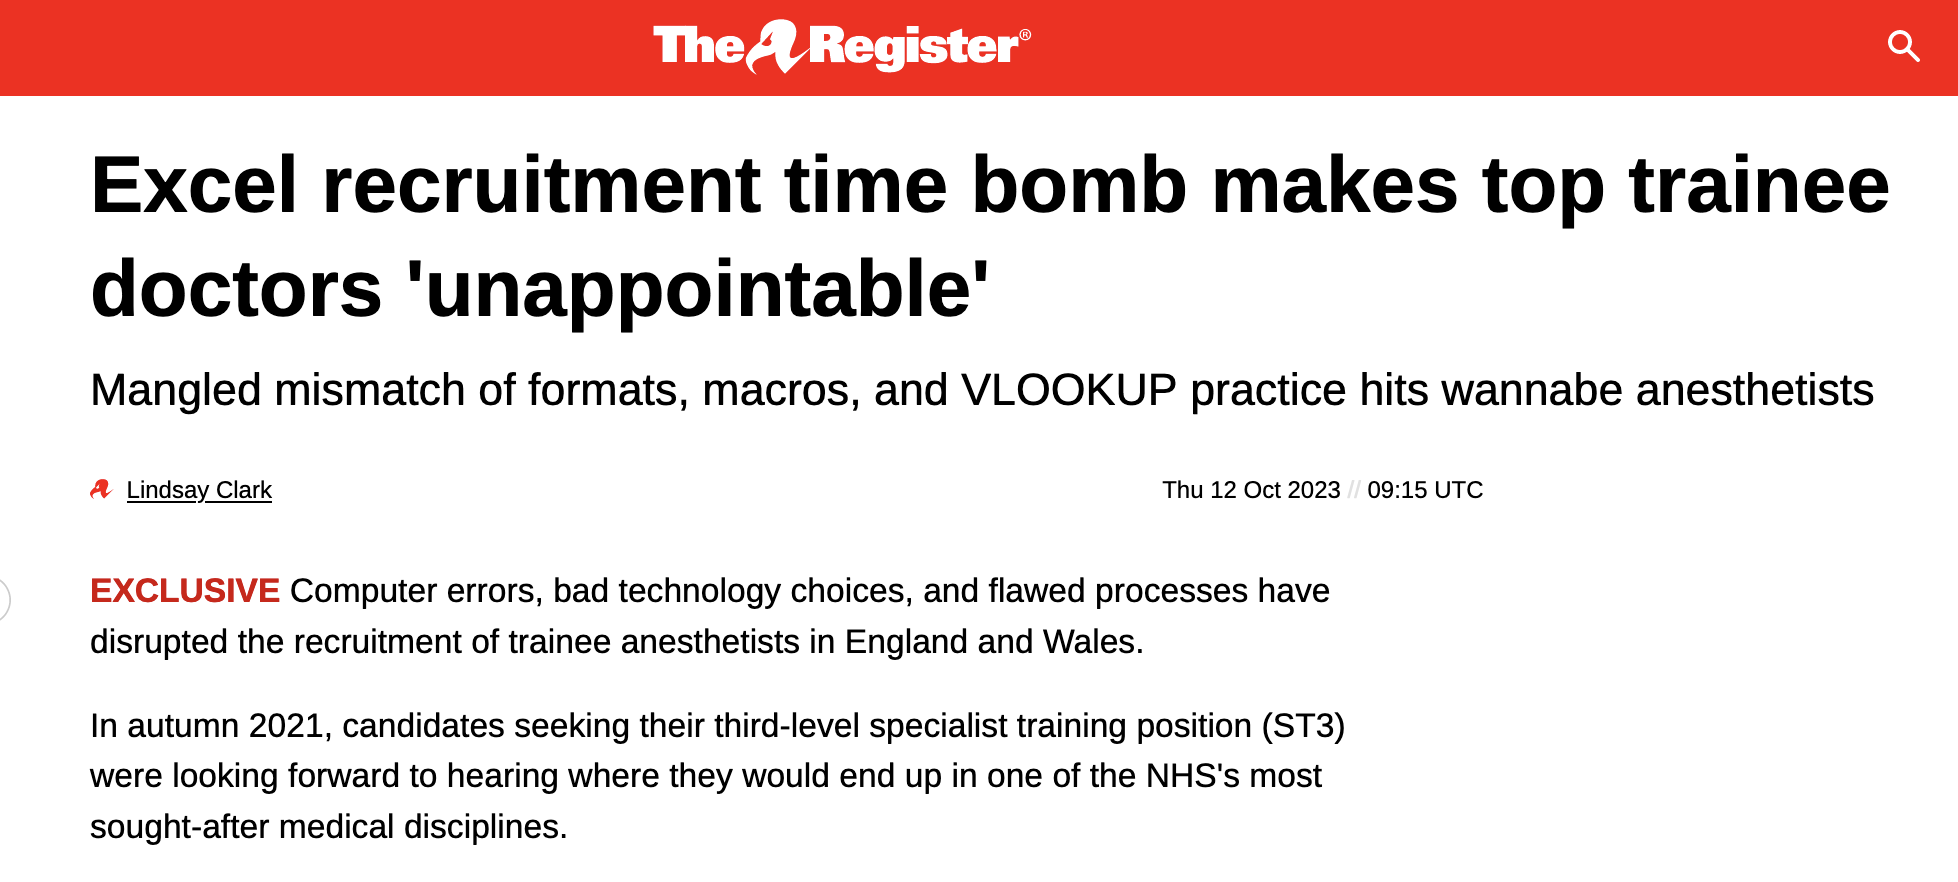 The Register®
Excel recruitment time bomb makes top trainee
doctors 'unappointable'
Mangled mismatch of formats, macros, and VLOOKUP practice hits wannabe anesthetists
Lindsay Clark
Thu 12 Oct 2023 // 09:15 UTC
EXCLUSIVE Computer errors, bad technology choices, and flawed processes have
disrupted the recruitment of trainee anesthetists in England and Wales.
In autumn 2021, candidates seeking their third-level specialist training position (ST3)
were looking forward to hearing where they would end up in one of the NHS's most
sought-after medical disciplines.